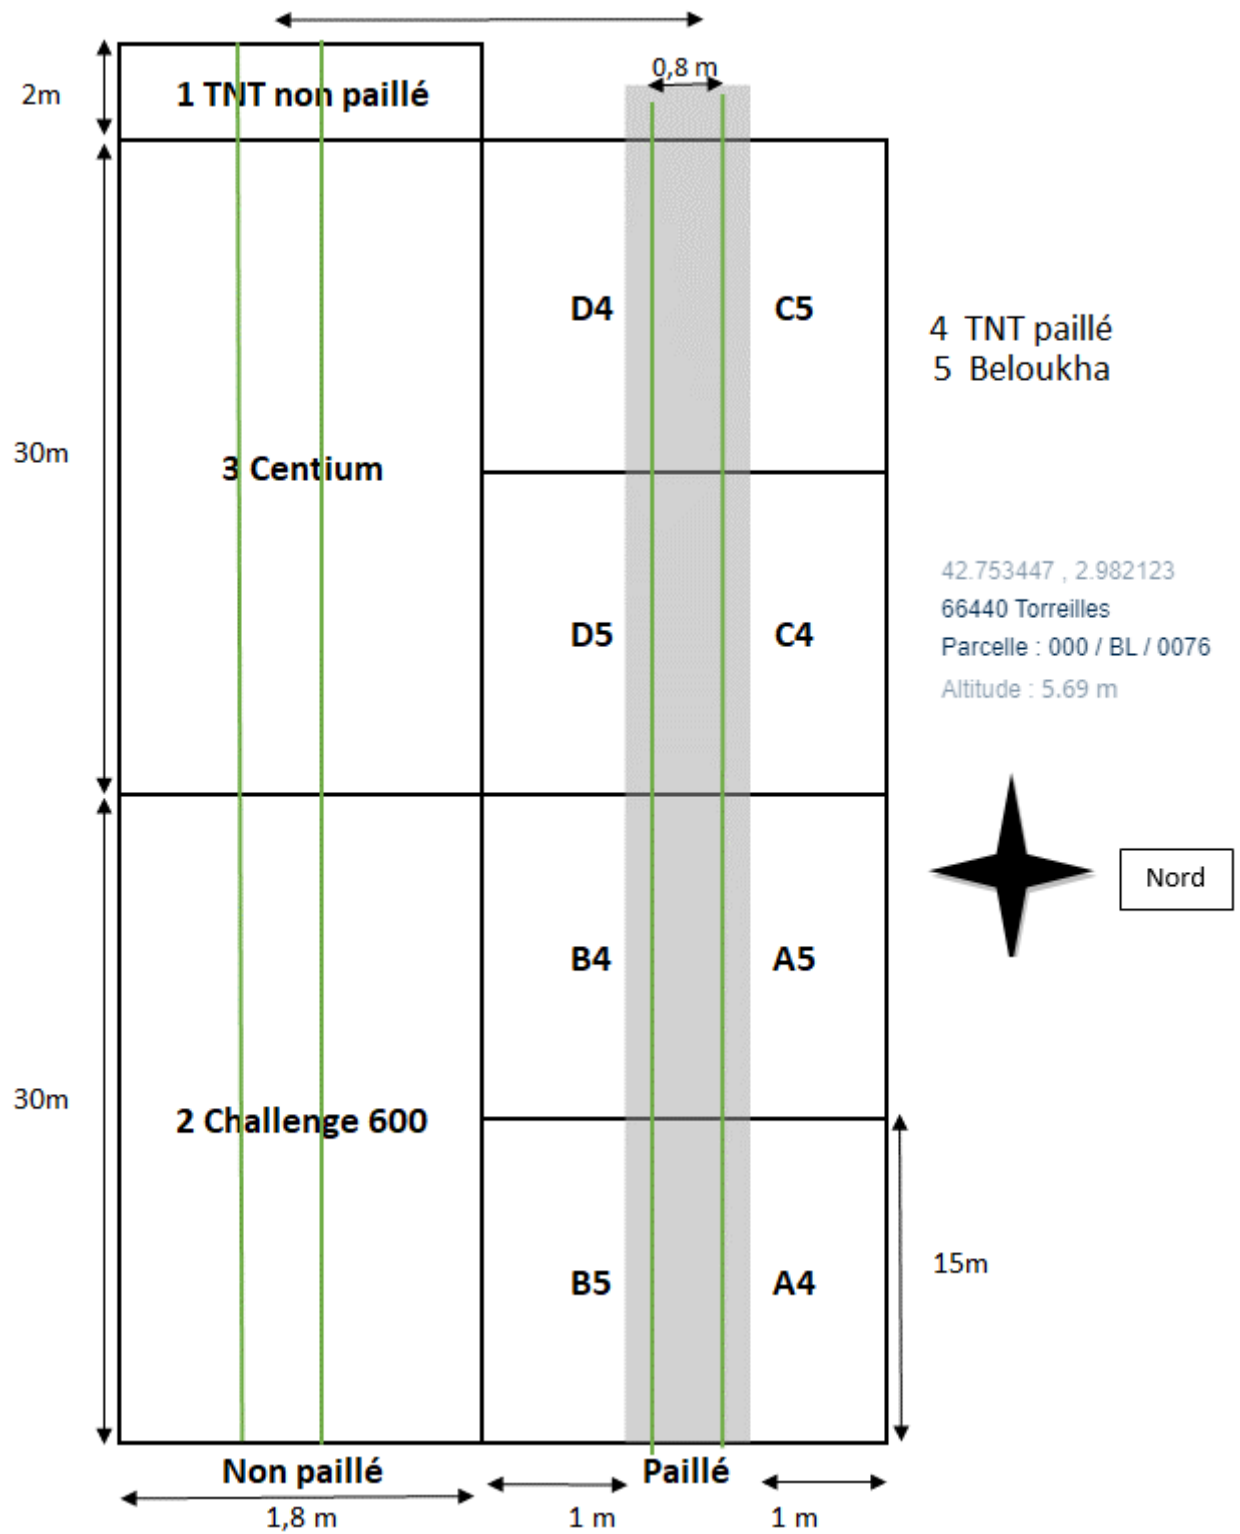 0,8 m
2m
1 TNT non paillé
D4
C5
4 TNT paillé
5 Beloukha
30m
3 Centium
42.753447 , 2.982123
66440 Torreilles
Parcelle : 000 / BL / 0076
Altitude : 5.69 m
D5
C4
Nord
B4
A5
30m
2 Challenge 600
15m
B5
A4
Non paillé
Paillé
1,8 m
1 m
1 m